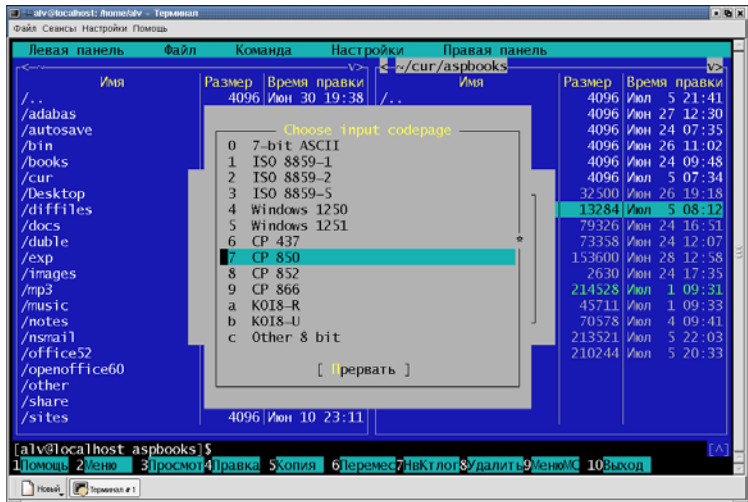 alv@localhost: /home/alv - Терминал
Файл Сеансы Настройки Помощь
Левая панель Файл Команда Настройки Правая панель
<-~ v> < ~/cur/aspbooks v>
Имя Размер Время правки Имя Размер Время правки
/.. 4096 Июн 30 19:38 /.. 4096 Июл 5 21:41
/adabas 4096 Июн 27 12:30
/autosave Choose input codepage 4096 Июн 24 07:35
/bin 0 7-bit ASCII 4096 Июн 26 11:02
/books 1 ISO 8859-1 4096 Июн 24 09:48
/cur 2 ISO 8859-2 4096 Июл 5 07:34
/Desktop 3 ISO 8859-5 32500 Июн 26 19:18
/diffiles 4 Windows 1250 13284 Июл 5 08:12
/docs 5 Windows 1251 79326 Июн 24 16:51
/duble 6 CP 437 * 73358 Июн 24 12:07
/exp 7 CP 850 153600 Июн 28 12:58
/images 8 CP 852 2630 Июн 24 17:35
/mp3 9 CP 866 214528 Июл 1 09:31
/music a KOI8-R 45711 Июл 1 09:33
/notes b KOI8-U 70578 Июл 4 09:41
/nsmail c Other 8 bit 213521 Июл 5 22:03
/office52 210244 Июл 5 20:33
/openoffice60 [ Прервать ]
/other
/share
/sites 4096 Июн 10 23:11
[alv@localhost aspbooks]$ [^]
1Помощь 2Меню 3Просмот 4Правка 5Копия 6Перемес 7НвКтлог 8Удалить 9МенюMC 10Выход
Новый Терминал # 1